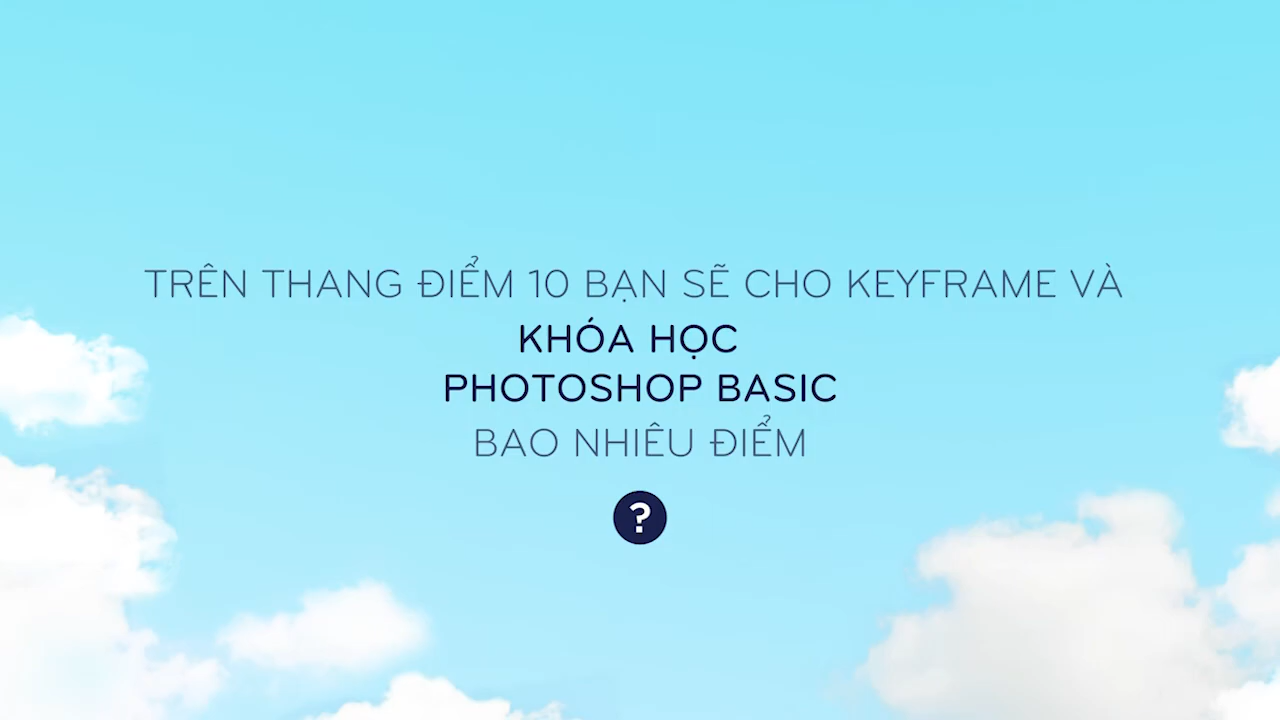 TRÊN THANG ĐIỂM 10 BẠN SẼ CHO KEYFRAME VÀ
KHÓA HỌC
PHOTOSHOP BASIC
BAO NHIÊU ĐIỂM
?